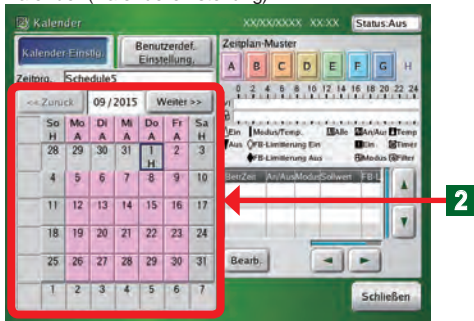 Kalender XX/XX/XXXX XX:XX Status:Aus
Kalender Einstlg. Benutzerdef. Einstellung.
Zeitplan-Muster
A B C D E F G H
Zeitprg. Schedule5
0 2 4 6 8 10 12 14 16 18 20 22 24
<< Zurück 09 / 2015 Weiter >>
Ein Modus/Temp. Alle An/Aus Temp
Aus FB-Limitierung Ein Ein Timer
FB-Limitierung Aus Modus Filter
So Mo Di Mi Do Fr Sa
H A A A A A H
28 29 30 31 1 2 3
H
4 5 6 7 8 9 10
11 12 13 14 15 16 17
18 19 20 21 22 23 24
25 26 27 28 29 30 31
1 2 3 4 5 6 7
Zeit An/Aus Modus Sollwert FB-L
2
Bearb.
Schließen